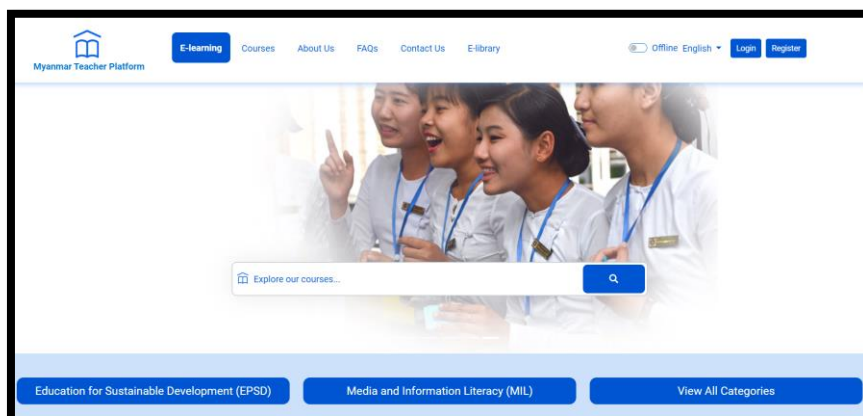 Myanmar Teacher Platform
E-learning Courses About Us FAQs Contact Us E-library
Offline English Login Register
Explore our courses...
Education for Sustainable Development (EPSD) Media and Information Literacy (MIL) View All Categories